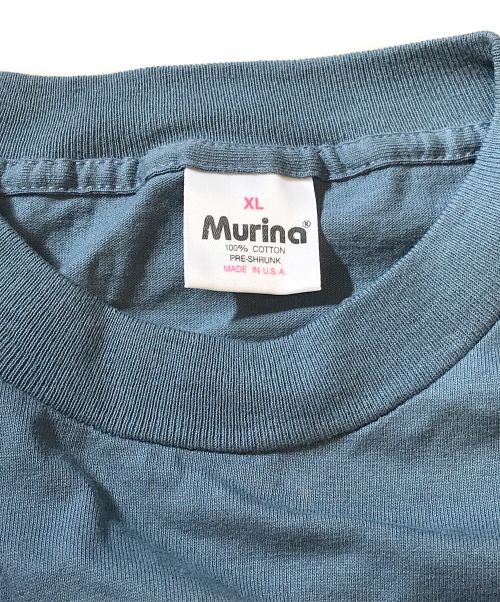 XL
Murina®
100% COTTON
PRE-SHRUNK
MADE IN U.S.A.